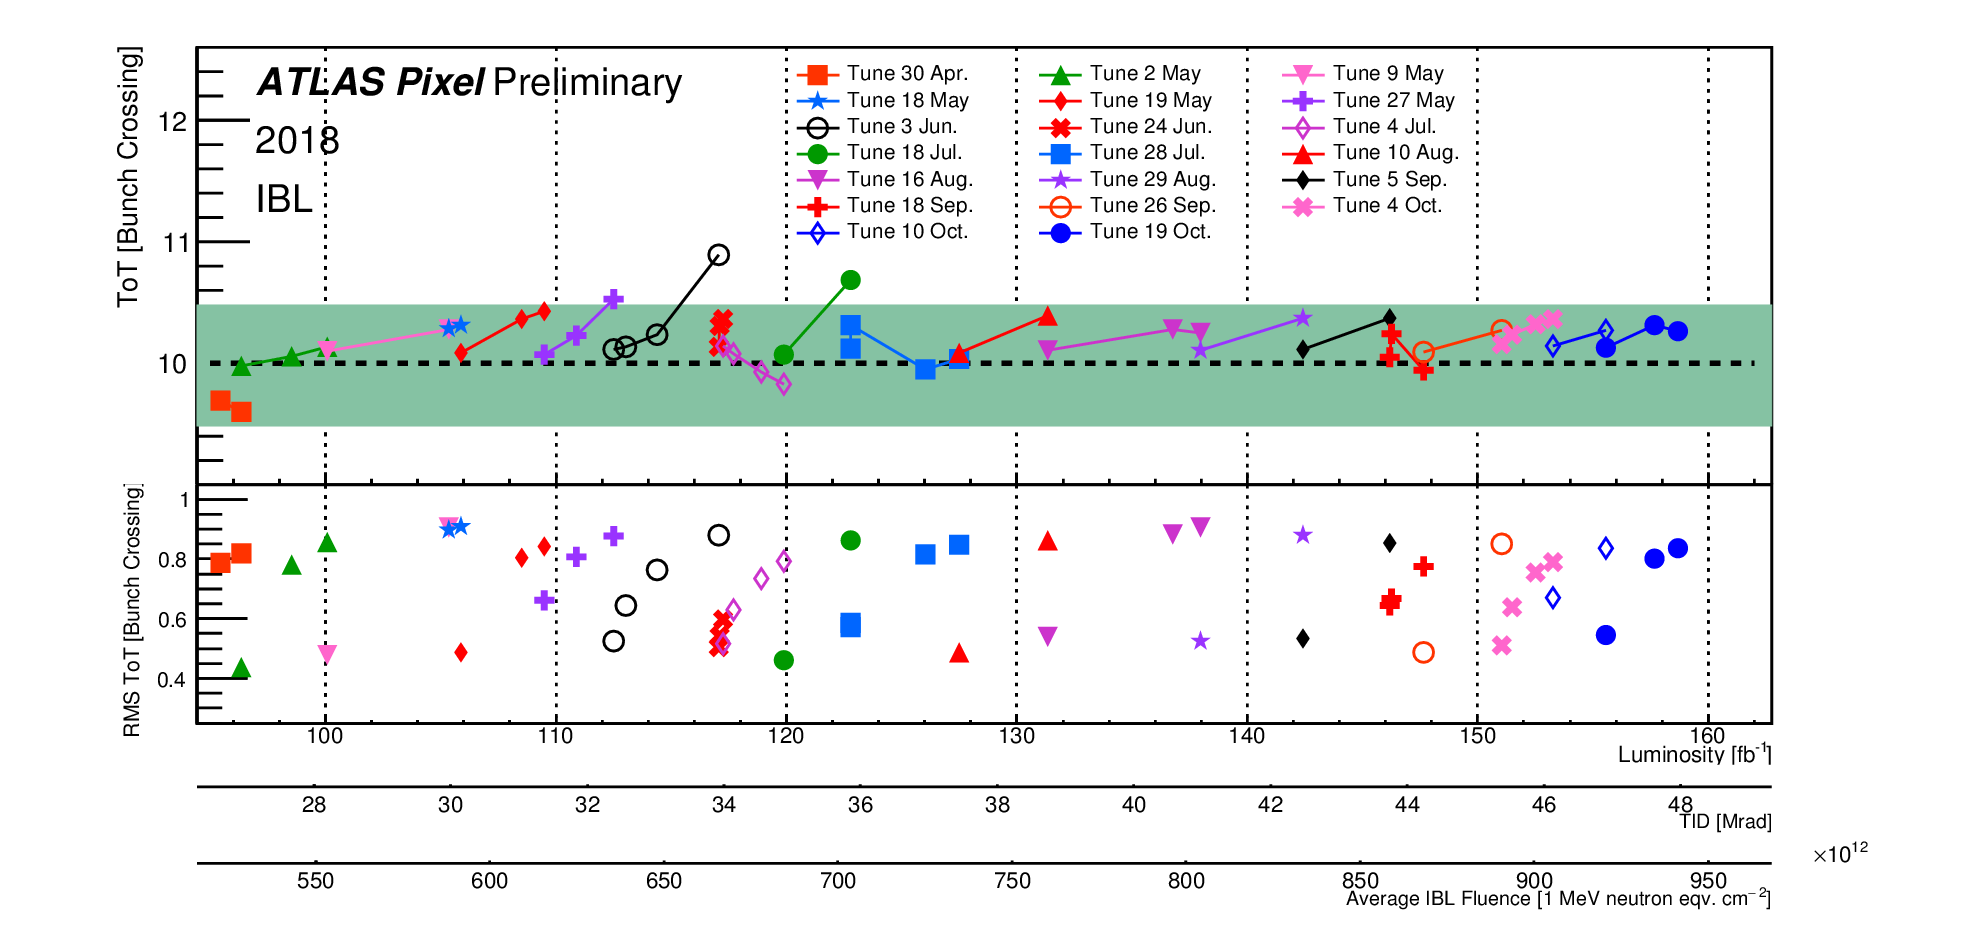 ATLAS Pixel Preliminary
2018
IBL
Tune 30 Apr. Tune 2 May Tune 9 May
Tune 18 May Tune 19 May Tune 27 May
Tune 3 Jun. Tune 24 Jun. Tune 4 Jul.
Tune 18 Jul. Tune 28 Jul. Tune 10 Aug.
Tune 16 Aug. Tune 29 Aug. Tune 5 Sep.
Tune 18 Sep. Tune 26 Sep. Tune 4 Oct.
Tune 10 Oct. Tune 19 Oct.
ToT [Bunch Crossing]
12
11
10
RMS ToT [Bunch Crossing]
1
0.8
0.6
0.4
100 110 120 130 140 150 160
Luminosity [fb⁻¹]
28 30 32 34 36 38 40 42 44 46 48
TID [Mrad]
×10¹²
550 600 650 700 750 800 850 900 950
Average IBL Fluence [1 MeV neutron eqv. cm⁻²]